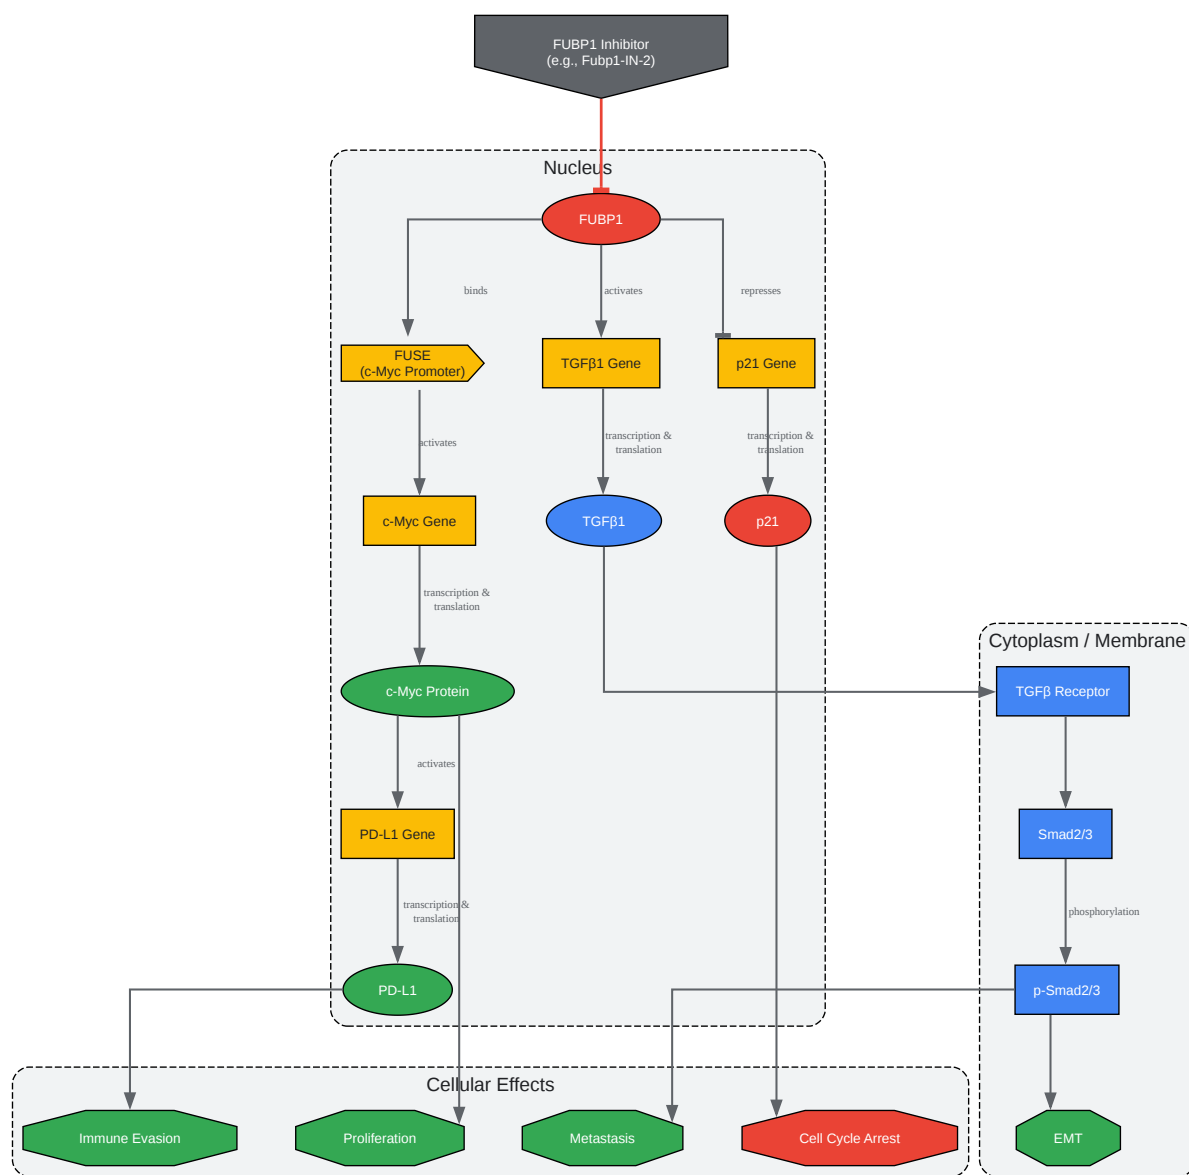 FUBP1 Inhibitor
(e.g., Fubp1-IN-2)
Nucleus
FUBP1
binds
activates
represses
FUSE
(c-Myc Promoter)
TGFβ1 Gene
p21 Gene
activates
transcription &
translation
transcription &
translation
c-Myc Gene
TGFβ1
p21
transcription &
translation
Cytoplasm / Membrane
c-Myc Protein
TGFβ Receptor
activates
PD-L1 Gene
Smad2/3
transcription &
translation
phosphorylation
PD-L1
p-Smad2/3
Cellular Effects
Immune Evasion
Proliferation
Metastasis
Cell Cycle Arrest
EMT